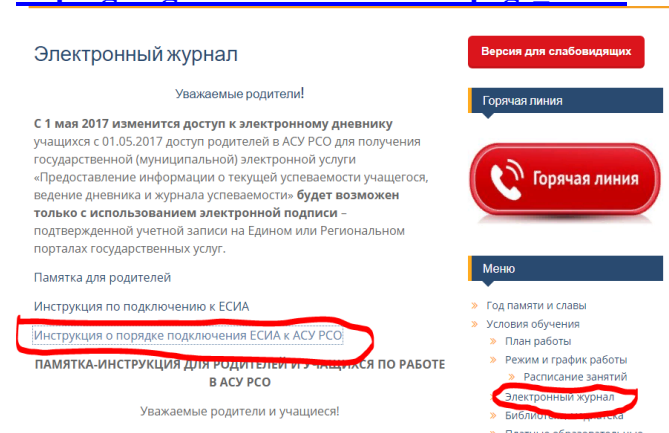 Электронный журнал
Уважаемые родители!
С 1 мая 2017 изменится доступ к электронному дневнику
учащихся с 01.05.2017 доступ родителей в АСУ РСО для получения
государственной (муниципальной) электронной услуги
«Предоставление информации о текущей успеваемости учащегося,
ведение дневника и журнала успеваемости» будет возможен
только с использованием электронной подписи –
подтвержденной учетной записи на Едином или Региональном
порталах государственных услуг.
Памятка для родителей
Инструкция по подключению к ЕСИА
Инструкция о порядке подключения ЕСИА к АСУ РСО
ПАМЯТКА-ИНСТРУКЦИЯ ДЛЯ РОДИТЕЛЕЙ И УЧАЩИХСЯ ПО РАБОТЕ
В АСУ РСО
Уважаемые родители и учащиеся!
Версия для слабовидящих
Горячая линия
Горячая линия
Меню
Год памяти и славы
Условия обучения
План работы
Режим и график работы
Расписание занятий
Электронный журнал
Платные образовательные